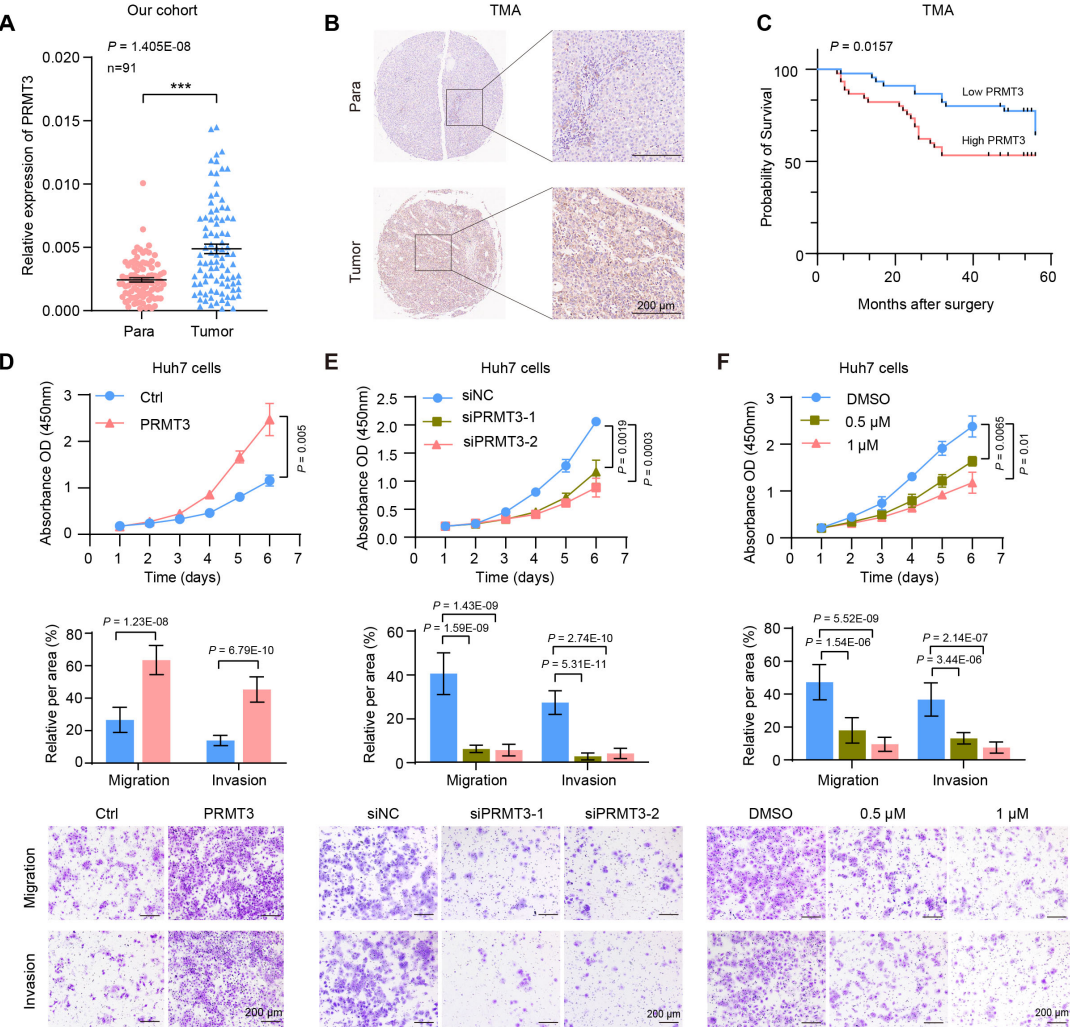 Our cohort
A
P = 1.405E-08
n=91
***
Relative expression of PRMT3
0.020
0.015
0.010
0.005
0.000
Para
Tumor
B
TMA
Para
Tumor
200 µm
C
TMA
P = 0.0157
Probability of Survival
100
50
0
Low PRMT3
High PRMT3
0
20
40
60
Months after surgery
D
Huh7 cells
Absorbance OD (450nm)
3
2
1
0
Ctrl
PRMT3
P = 0.005
0
1
2
3
4
5
6
7
Time (days)
Relative per area (%)
80
60
40
20
0
P = 1.23E-08
P = 6.79E-10
Migration
Invasion
Ctrl
PRMT3
Migration
Invasion
200 µm
E
Huh7 cells
Absorbance OD (450nm)
2.5
2.0
1.5
1.0
0.5
0.0
siNC
siPRMT3-1
siPRMT3-2
P = 0.0019
P = 0.0003
0
1
2
3
4
5
6
7
Time (days)
Relative per area (%)
60
40
20
0
P = 1.43E-09
P = 1.59E-09
P = 2.74E-10
P = 5.31E-11
Migration
Invasion
siNC
siPRMT3-1
siPRMT3-2
200 µm
F
Huh7 cells
Absorbance OD (450nm)
3
2
1
0
DMSO
0.5 µM
1 µM
P = 0.0065
P = 0.01
0
1
2
3
4
5
6
7
Time (days)
Relative per area (%)
80
60
40
20
0
P = 5.52E-09
P = 1.54E-06
P = 2.14E-07
P = 3.44E-06
Migration
Invasion
DMSO
0.5 µM
1 µM
200 µm